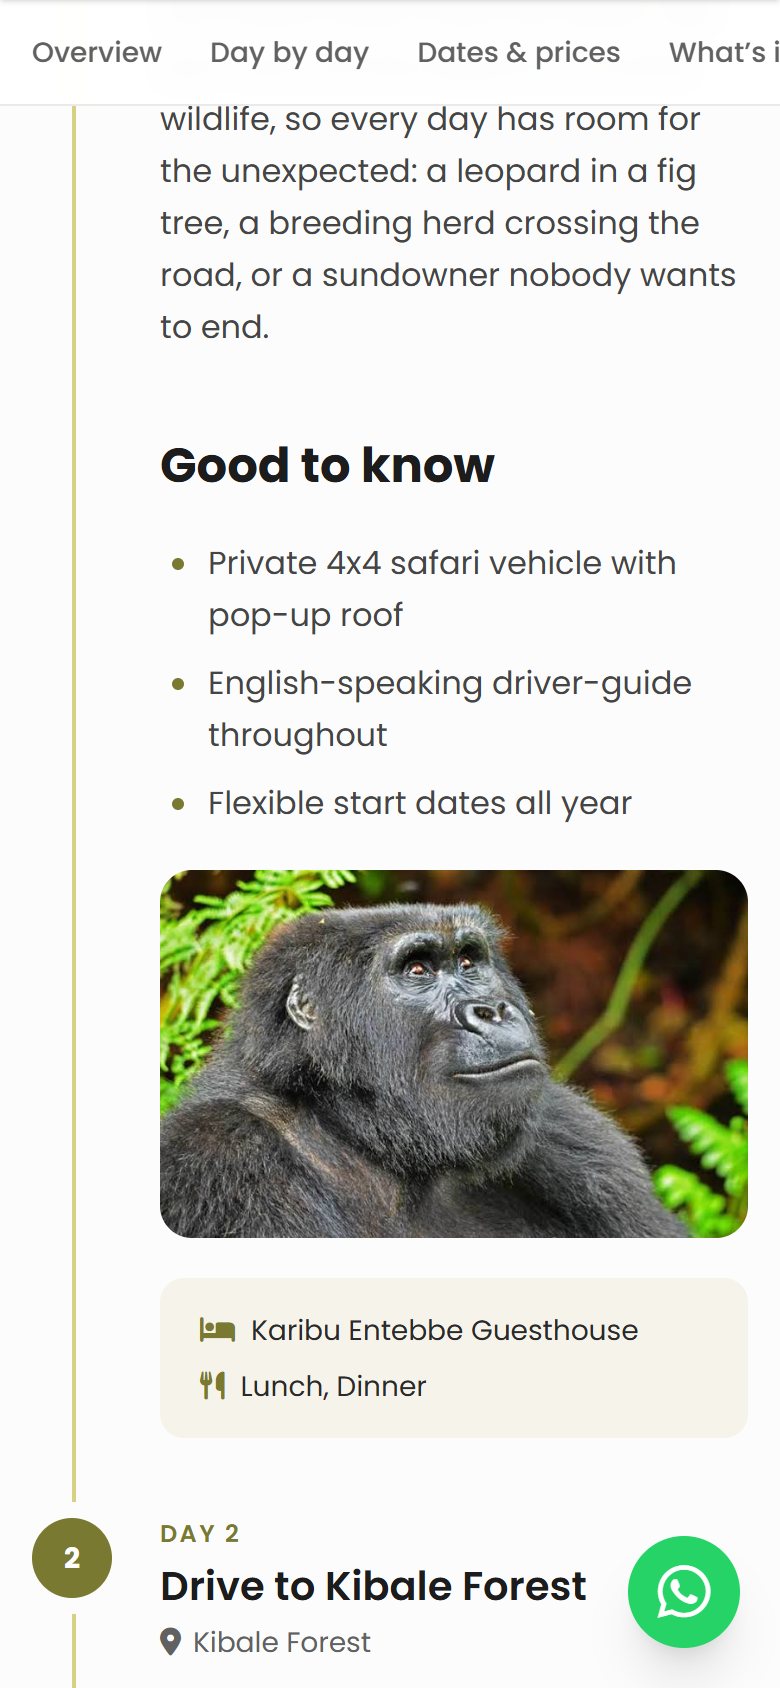 Overview Day by day Dates & prices What's i
wildlife, so every day has room for
the unexpected: a leopard in a fig
tree, a breeding herd crossing the
road, or a sundowner nobody wants
to end.
Good to know
Private 4x4 safari vehicle with
pop-up roof
English-speaking driver-guide
throughout
Flexible start dates all year
Karibu Entebbe Guesthouse
Lunch, Dinner
DAY 2
2
Drive to Kibale Forest
Kibale Forest